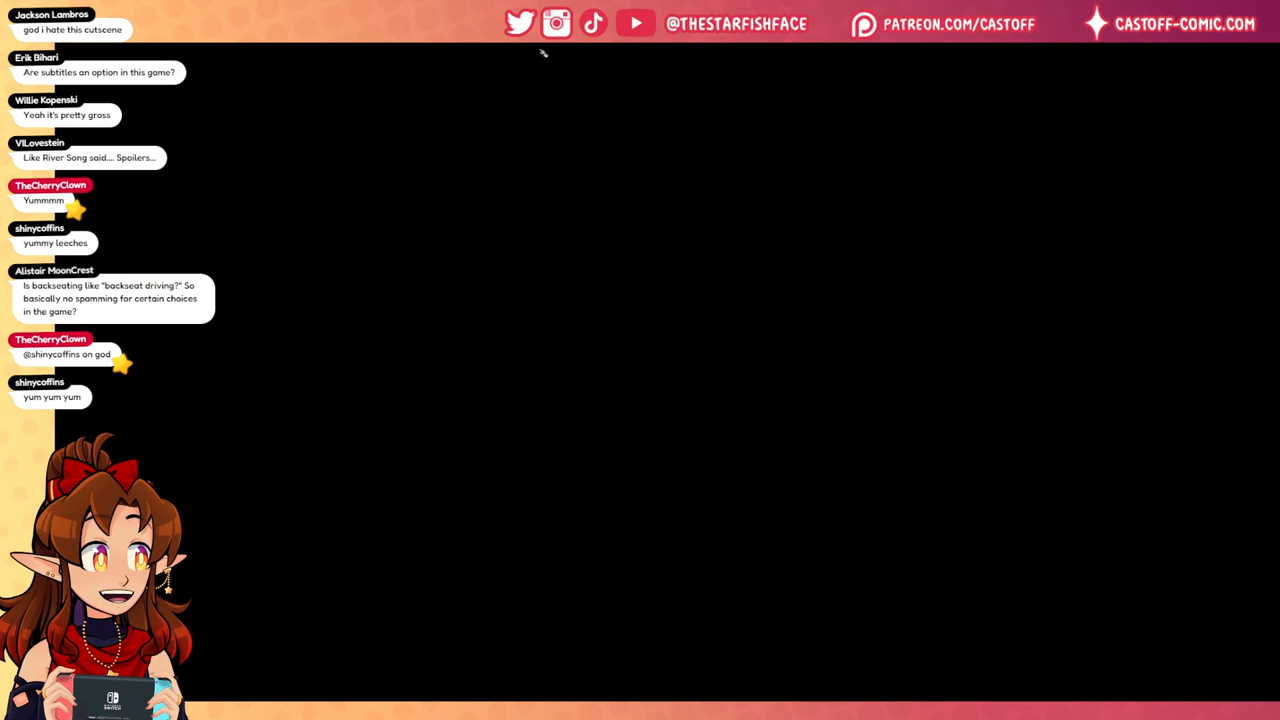 Jackson Lambros
god i hate this cutscene
@THESTARFISHFACE
PATREON.COM/CASTOFF
CASTOFF-COMIC.COM
Erik Bihari
Are subtitles an option in this game?
Willie Kopenski
Yeah it's pretty gross
VILovestein
Like River Song said.... Spoilers...
TheCherryClown
Yummmm
shinycoffins
yummy leeches
Alistair MoonCrest
Is backseating like "backseat driving?" So
basically no spamming for certain choices
in the game?
TheCherryClown
@shinycoffins on god
shinycoffins
yum yum yum